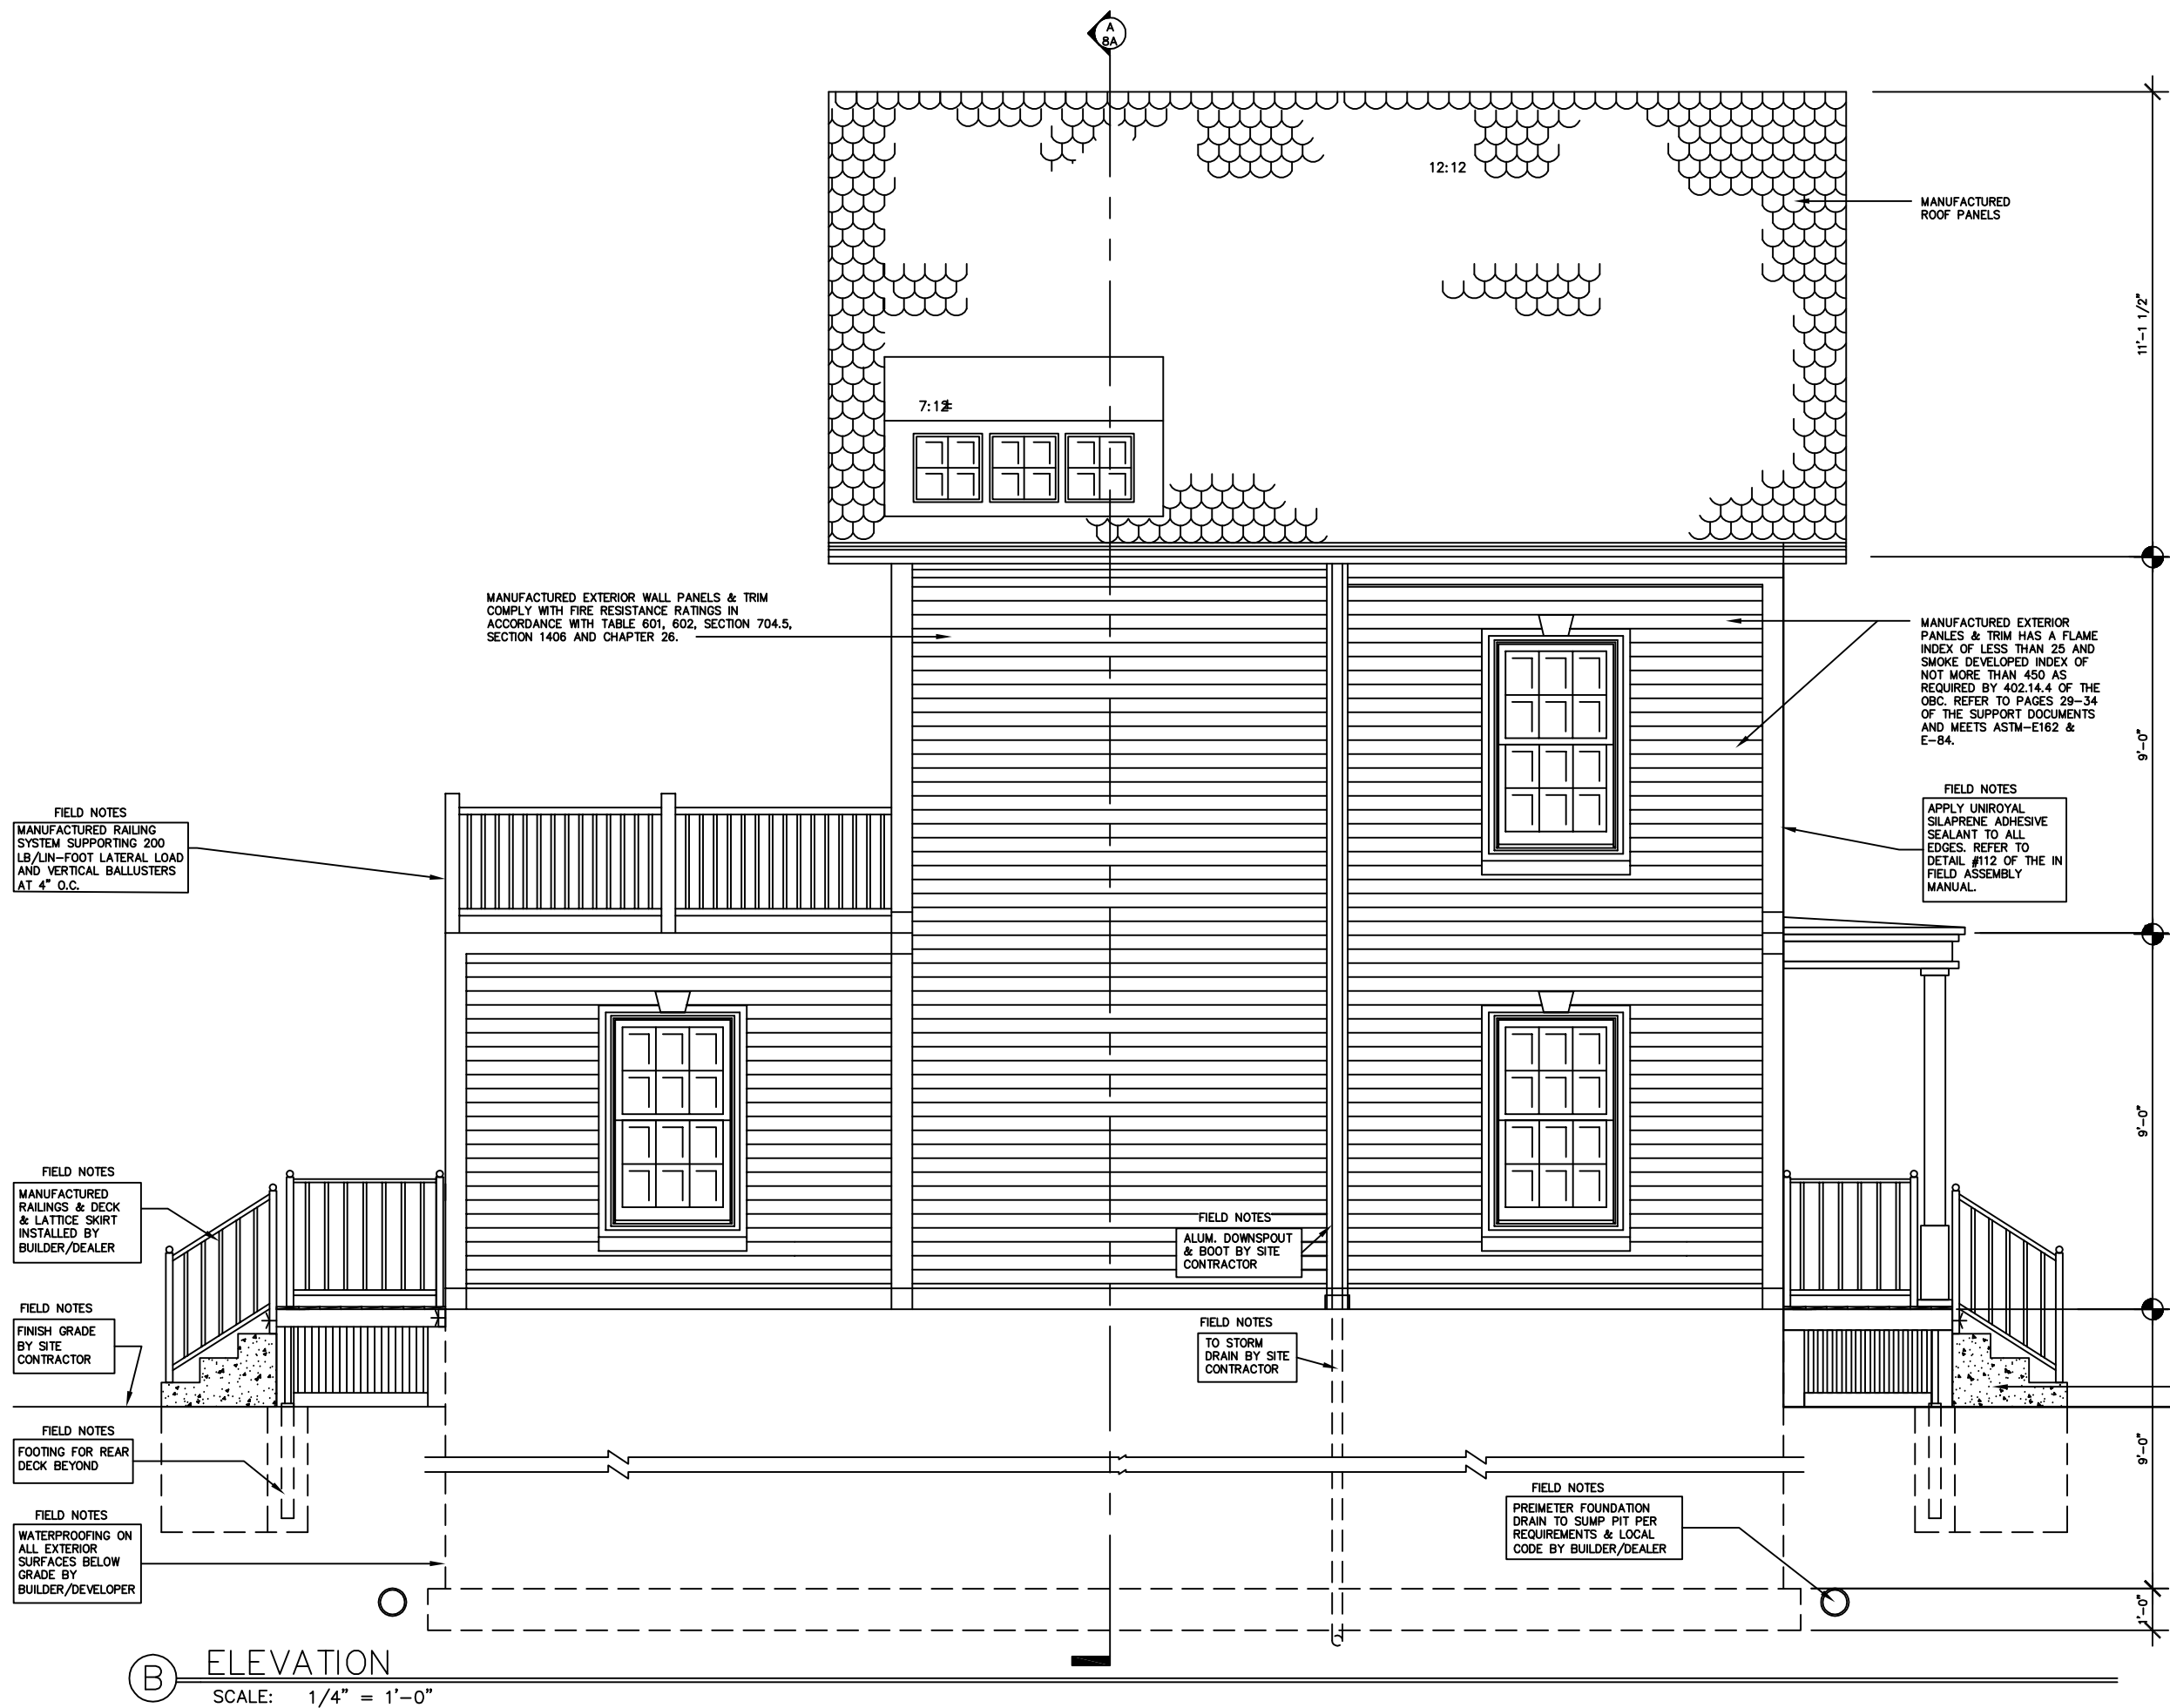 A
8A
12:12
MANUFACTURED
ROOF PANELS
11'-1 1/2"
7:12±
MANUFACTURED EXTERIOR WALL PANELS & TRIM
COMPLY WITH FIRE RESISTANCE RATINGS IN
ACCORDANCE WITH TABLE 601, 602, SECTION 704.5,
SECTION 1406 AND CHAPTER 26.
MANUFACTURED EXTERIOR
PANLES & TRIM HAS A FLAME
INDEX OF LESS THAN 25 AND
SMOKE DEVELOPED INDEX OF
NOT MORE THAN 450 AS
REQUIRED BY 402.14.4 OF THE
OBC. REFER TO PAGES 29-34
OF THE SUPPORT DOCUMENTS
AND MEETS ASTM-E162 &
E-84.
9'-0"
FIELD NOTES
APPLY UNIROYAL
SILAPRENE ADHESIVE
SEALANT TO ALL
EDGES. REFER TO
DETAIL #112 OF THE IN
FIELD ASSEMBLY
MANUAL.
FIELD NOTES
MANUFACTURED RAILING
SYSTEM SUPPORTING 200
LB/LIN-FOOT LATERAL LOAD
AND VERTICAL BALLUSTERS
AT 4" O.C.
9'-0"
FIELD NOTES
MANUFACTURED
RAILINGS & DECK
& LATTICE SKIRT
INSTALLED BY
BUILDER/DEALER
FIELD NOTES
ALUM. DOWNSPOUT
& BOOT BY SITE
CONTRACTOR
FIELD NOTES
FINISH GRADE
BY SITE
CONTRACTOR
FIELD NOTES
TO STORM
DRAIN BY SITE
CONTRACTOR
FIELD NOTES
FOOTING FOR REAR
DECK BEYOND
9'-0"
FIELD NOTES
PREIMETER FOUNDATION
DRAIN TO SUMP PIT PER
REQUIREMENTS & LOCAL
CODE BY BUILDER/DEALER
FIELD NOTES
WATERPROOFING ON
ALL EXTERIOR
SURFACES BELOW
GRADE BY
BUILDER/DEVELOPER
1'-0"
B
ELEVATION
SCALE: 1/4" = 1'-0"